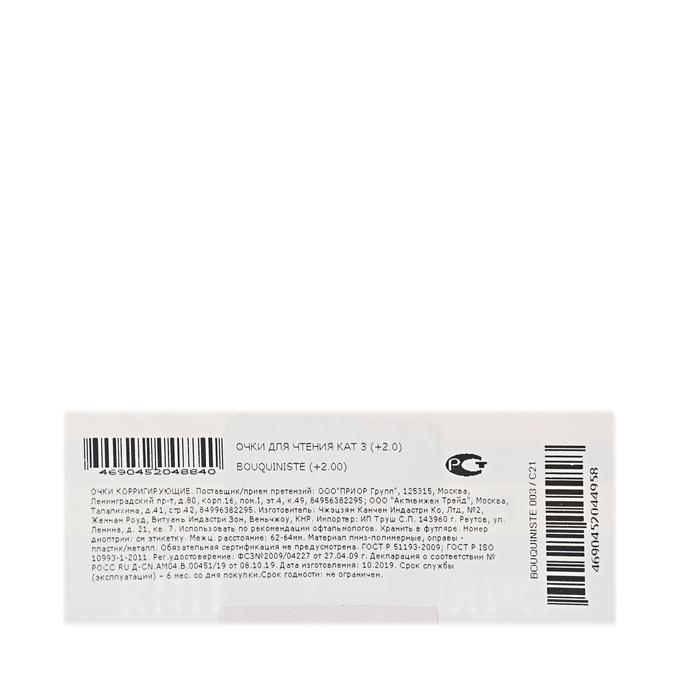 ОЧКИ ДЛЯ ЧТЕНИЯ КАТ 3 (+2.0)
4690452048840
BOUQUINISTE (+2.00)
РСТ
ОЧКИ КОРРИГИРУЮЩИЕ. Поставщик/прием претензий: ООО"ПРИОР Групп", 125315, Москва,
Ленинградский пр-т, д.80, корп.16, пом.I, эт.4, к.49, 84956382295; ООО "Активижен Трейд", Москва,
Талалихина, д.41, стр.42, 84996382295. Изготовитель: Чжэцзян Канчен Индастри Ко, Лтд, №2,
Женнан Роуд, Витуань Индастри Зон, Веньчжоу, КНР. Импортер: ИП Труш С.П. 143960 г. Реутов, ул.
Ленина, д. 21, кв. 7. Использовать по рекомендации офтальмологов. Хранить в футляре. Номер
диоптрии: см этикетку. Межц. расстояние: 62-64мм. Материал линз-полимерные, оправы -
пластик/металл. Обязательная сертификация не предусмотрена. ГОСТ Р 51193-2009; ГОСТ Р ISO
10993-1-2011. Рег.удостоверение: ФСЗ№2009/04227 от 27.04.09 г. Декларация о соответствии №
РОСС RU Д-CN.АМ04.В.00451/19 от 08.10.19. Дата изготовления: 10.2019. Срок службы
(эксплуатации) – 6 мес. со дня покупки.Срок годности: не ограничен.
BOUQUINISTE 003 / C21
4690452044958